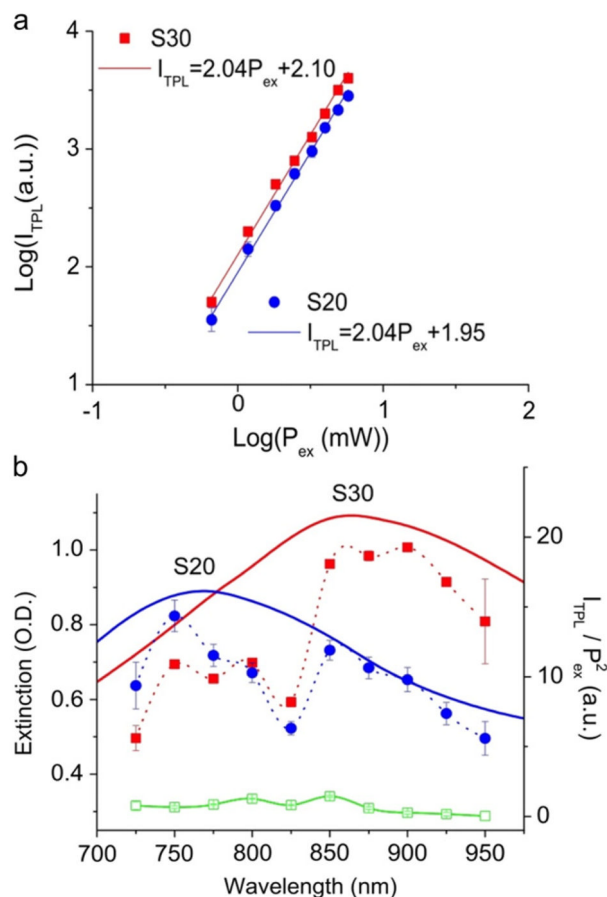 a
4
S30
I_TPL=2.04P_ex+2.10
3
Log(I_TPL(a.u.))
2
S20
I_TPL=2.04P_ex+1.95
1
-1 0 1 2
Log(P_ex (mW))
b
S30
1.0
20
S20
0.8
Extinction (O.D.)
10
I_TPL / P²_ex (a.u.)
0.6
0.4
0
700 750 800 850 900 950
Wavelength (nm)